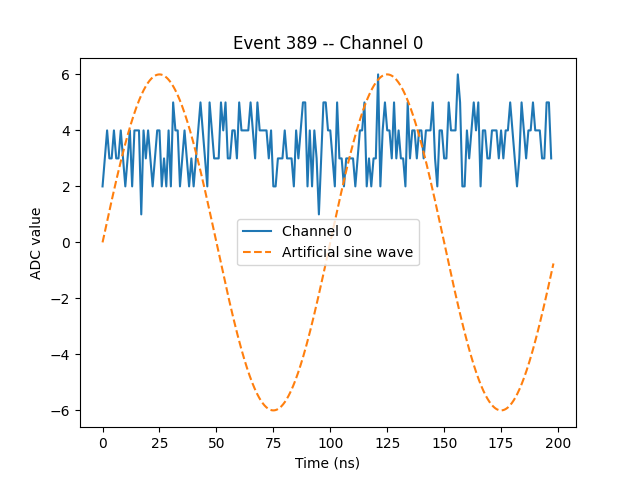 Event 389 -- Channel 0
6
4
2
0
−2
−4
−6
ADC value
Channel 0
Artificial sine wave
0 25 50 75 100 125 150 175 200
Time (ns)